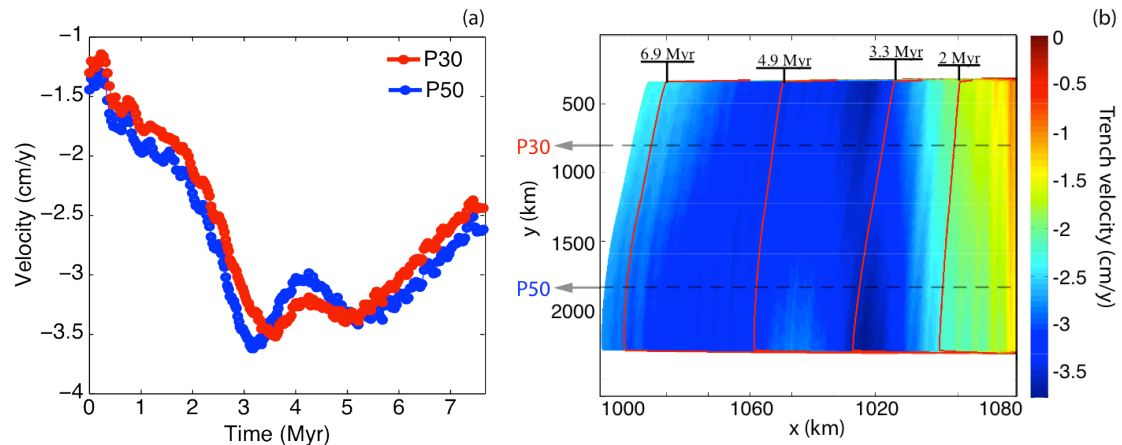 (a)
−1
−1.5
−2
−2.5
−3
−3.5
−4
Velocity (cm/y)
P30
P50
0 1 2 3 4 5 6 7
Time (Myr)
(b)
6.9 Myr 4.9 Myr 3.3 Myr 2 Myr
0
500
1000
1500
2000
y (km)
P30
P50
1000 1060 1020 1080
x (km)
0
-0.5
-1
-1.5
-2
-2.5
-3
-3.5
Trench velocity (cm/y)